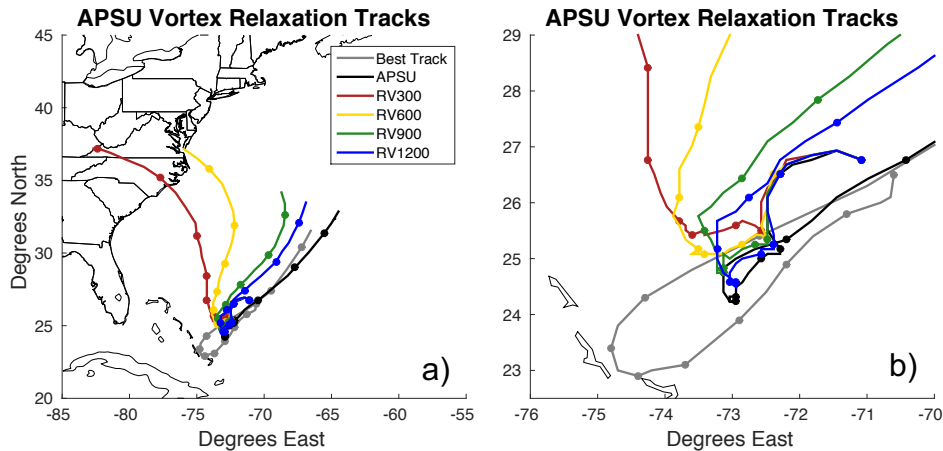 APSU Vortex Relaxation Tracks
45
40
35
30
25
20
Degrees North
-85
-80
-75
-70
-65
-60
-55
Degrees East
Best Track
APSU
RV300
RV600
RV900
RV1200
a)
APSU Vortex Relaxation Tracks
29
28
27
26
25
24
23
-76
-75
-74
-73
-72
-71
-70
Degrees East
b)